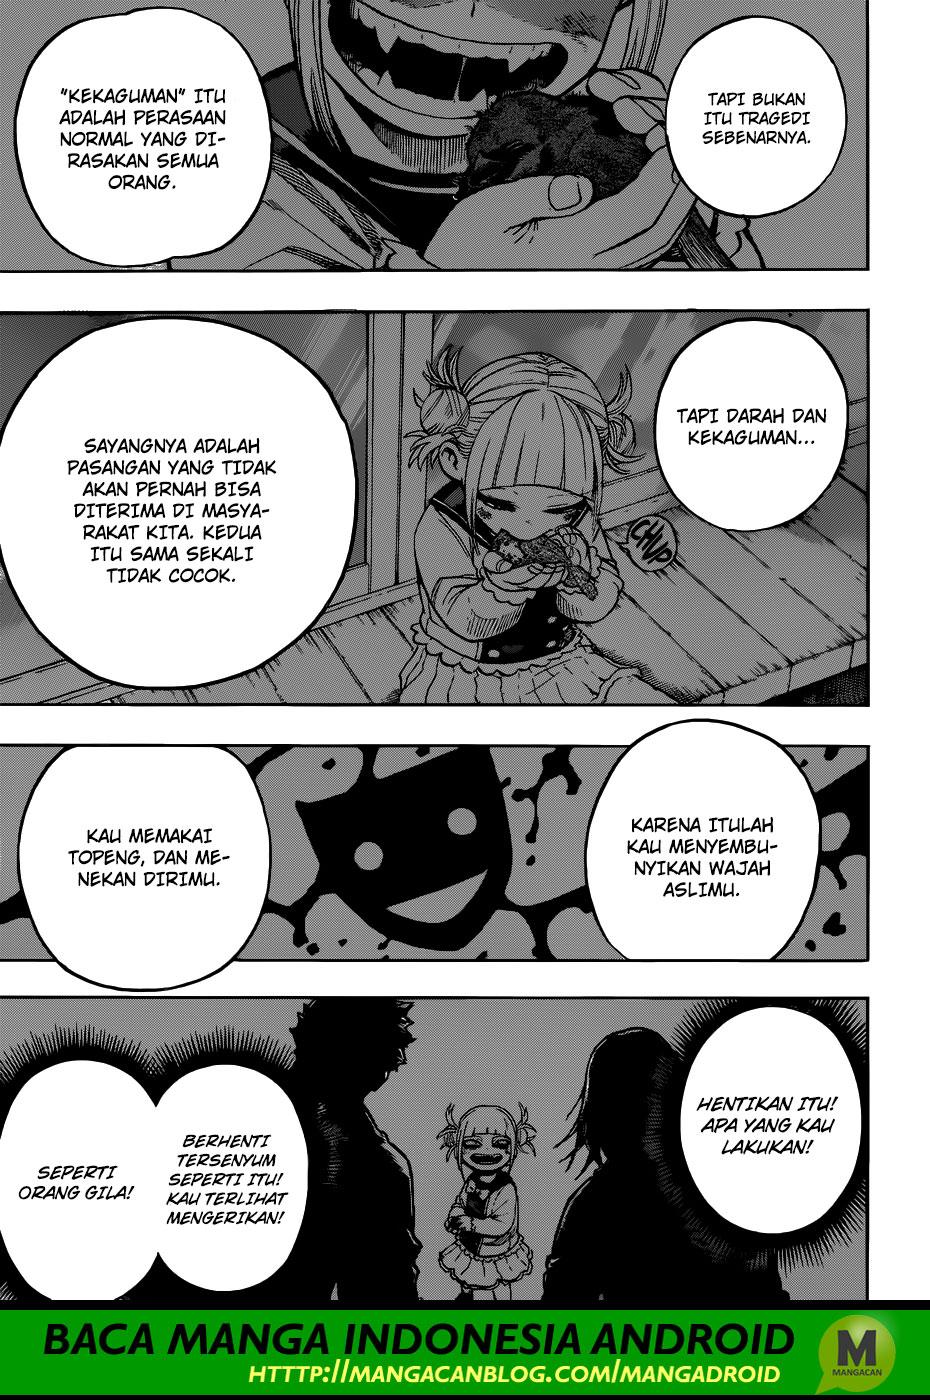 TAPI BUKAN
ITU TRAGEDI
SEBENARNYA.
"KEKAGUMAN" ITU
ADALAH PERASAAN
NORMAL YANG DI-
RASAKAN SEMUA
ORANG.
TAPI DARAH DAN
KEKAGUMAN...
CHUP
SAYANGNYA ADALAH
PASANGAN YANG TIDAK
AKAN PERNAH BISA
DITERIMA DI MASYA-
RAKAT KITA. KEDUA
ITU SAMA SEKALI
TIDAK COCOK.
KARENA ITULAH
KAU MENYEMBU-
NYIKAN WAJAH
ASLIMU.
KAU MEMAKAI
TOPENG, DAN ME-
NEKAN DIRIMU.
HENTIKAN ITU!
APA YANG KAU
LAKUKAN!
BERHENTI
TERSENYUM
SEPERTI ITU!
KAU TERLIHAT
MENGERIKAN!
SEPERTI
ORANG GILA!
BACA MANGA INDONESIA ANDROID
HTTTP://MANGACANBLOG.COM/MANGADROID
M
MANGACAN